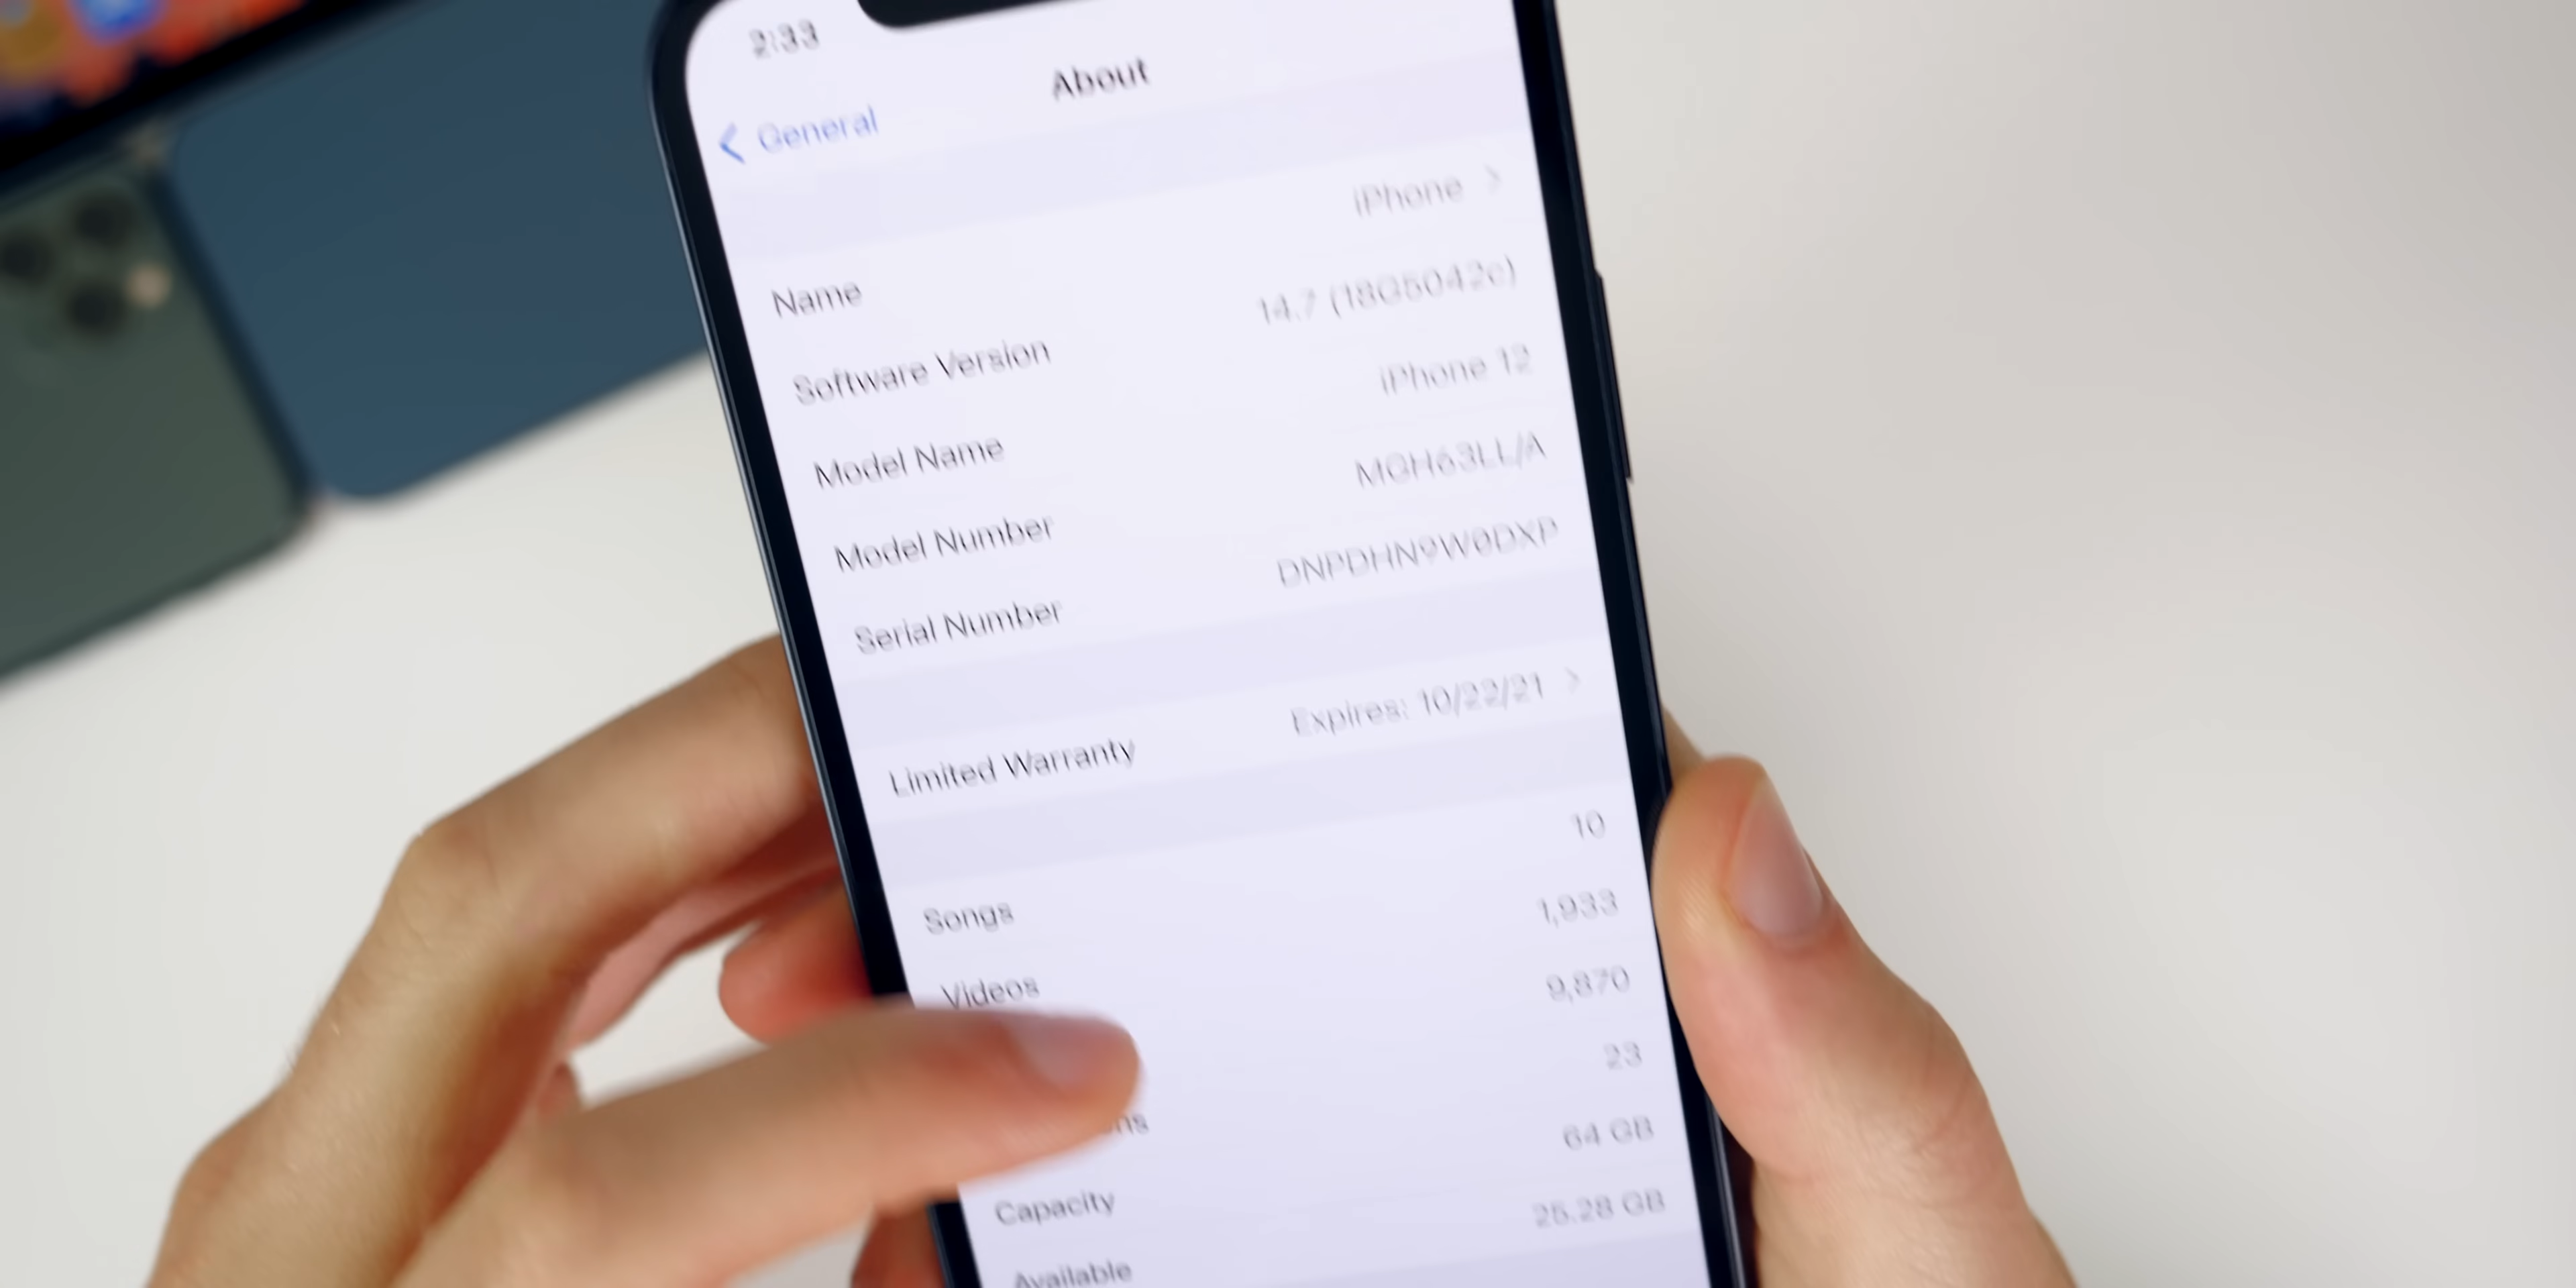 2:33
About
General
Name iPhone
Software Version 14.7 (18G5042c)
Model Name iPhone 12
Model Number MGH63LL/A
Serial Number DNPDHN9W0DXP
Limited Warranty Expires: 10/22/21
Songs 10
Videos 1,933
9,870
23
Capacity 64 GB
Available 25.28 GB